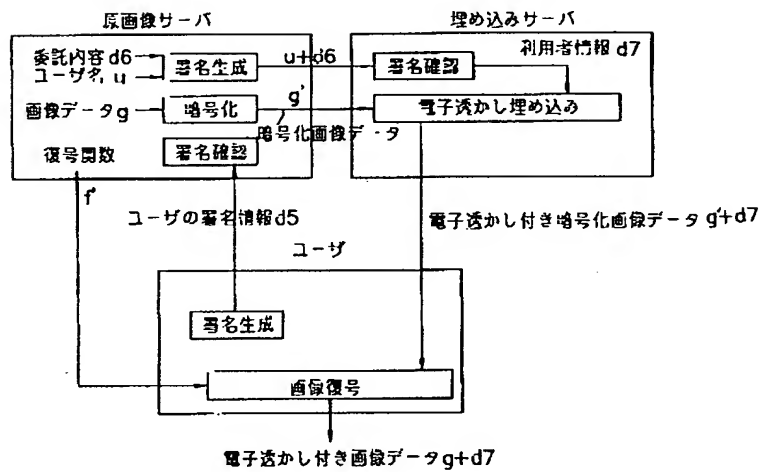 原画像サーバ
埋め込みサーバ
委託内容 d6
ユーザ名 u
署名生成
u+d6
署名確認
利用者情報 d7
画像データg
暗号化
g'
暗号化画像データ
電子透かし埋め込み
復号関数
署名確認
f'
ユーザの署名情報d5
電子透かし付き暗号化画像データ g'+d7
ユーザ
署名生成
画像復号
電子透かし付き画像データg+d7